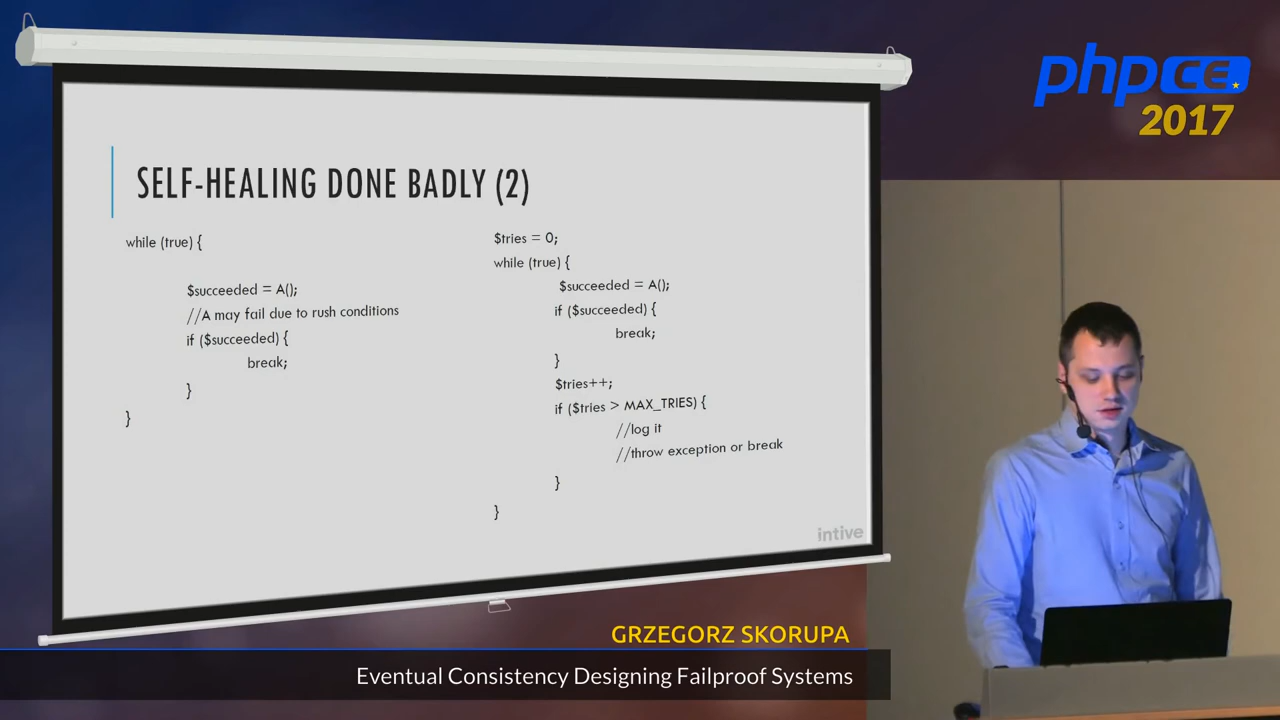 SELF-HEALING DONE BADLY (2)
while (true) {
$succeeded = A();
//A may fail due to rush conditions
if ($succeeded) {
break;
}
}
$tries = 0;
while (true) {
$succeeded = A();
if ($succeeded) {
break;
}
$tries++;
if ($tries > MAX_TRIES) {
//log it
//throw exception or break
}
}
intive
php CE
2017
GRZEGORZ SKORUPA
Eventual Consistency Designing Failproof Systems